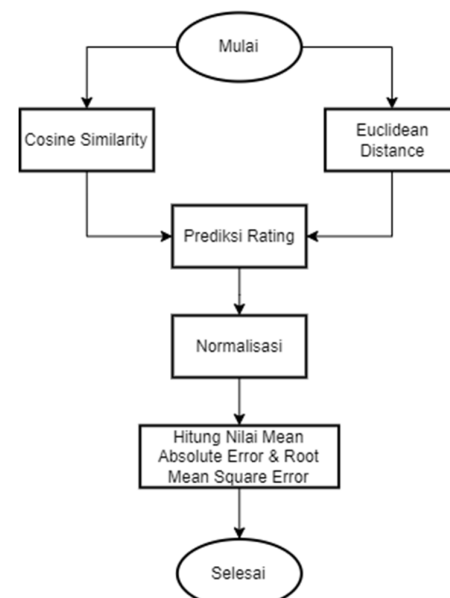 Mulai
Cosine Similarity
Euclidean
Distance
Prediksi Rating
Normalisasi
Hitung Nilai Mean
Absolute Error & Root
Mean Square Error
Selesai